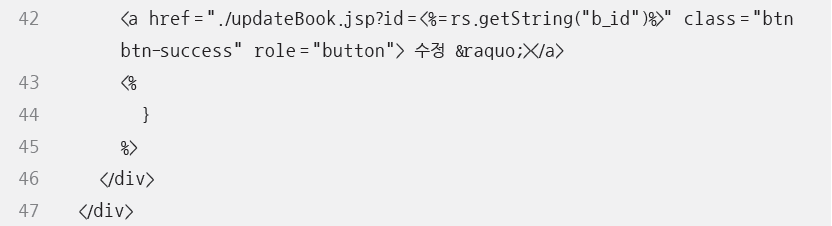 42 <a href="./updateBook.jsp?id=<%=rs.getString("b_id")%>" class="btn
btn-success" role="button"> 수정 &raquo;></a>
43 <%
44 }
45 %>
46 </div>
47 </div>